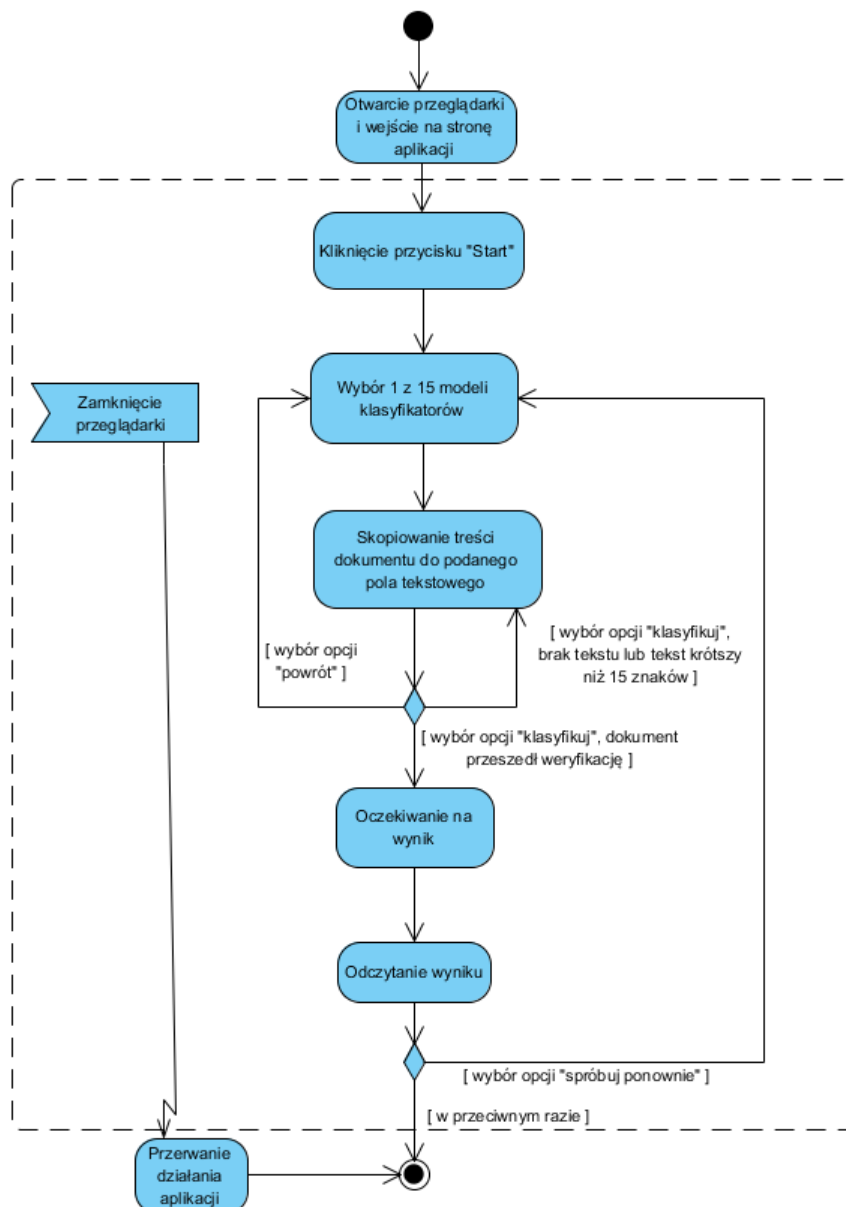 Otwarcie przeglądarki
i wejście na stronę
aplikacji
Kliknięcie przycisku "Start"
Zamknięcie
przeglądarki
Wybór 1 z 15 modeli
klasyfikatorów
Skopiowanie treści
dokumentu do podanego
pola tekstowego
[ wybór opcji
"powrót" ]
[ wybór opcji "klasyfikuj",
brak tekstu lub tekst krótszy
niż 15 znaków ]
[ wybór opcji "klasyfikuj", dokument
przeszedł weryfikację ]
Oczekiwanie na
wynik
Odczytanie wyniku
[ wybór opcji "spróbuj ponownie" ]
[ w przeciwnym razie ]
Przerwanie
działania
aplikacji